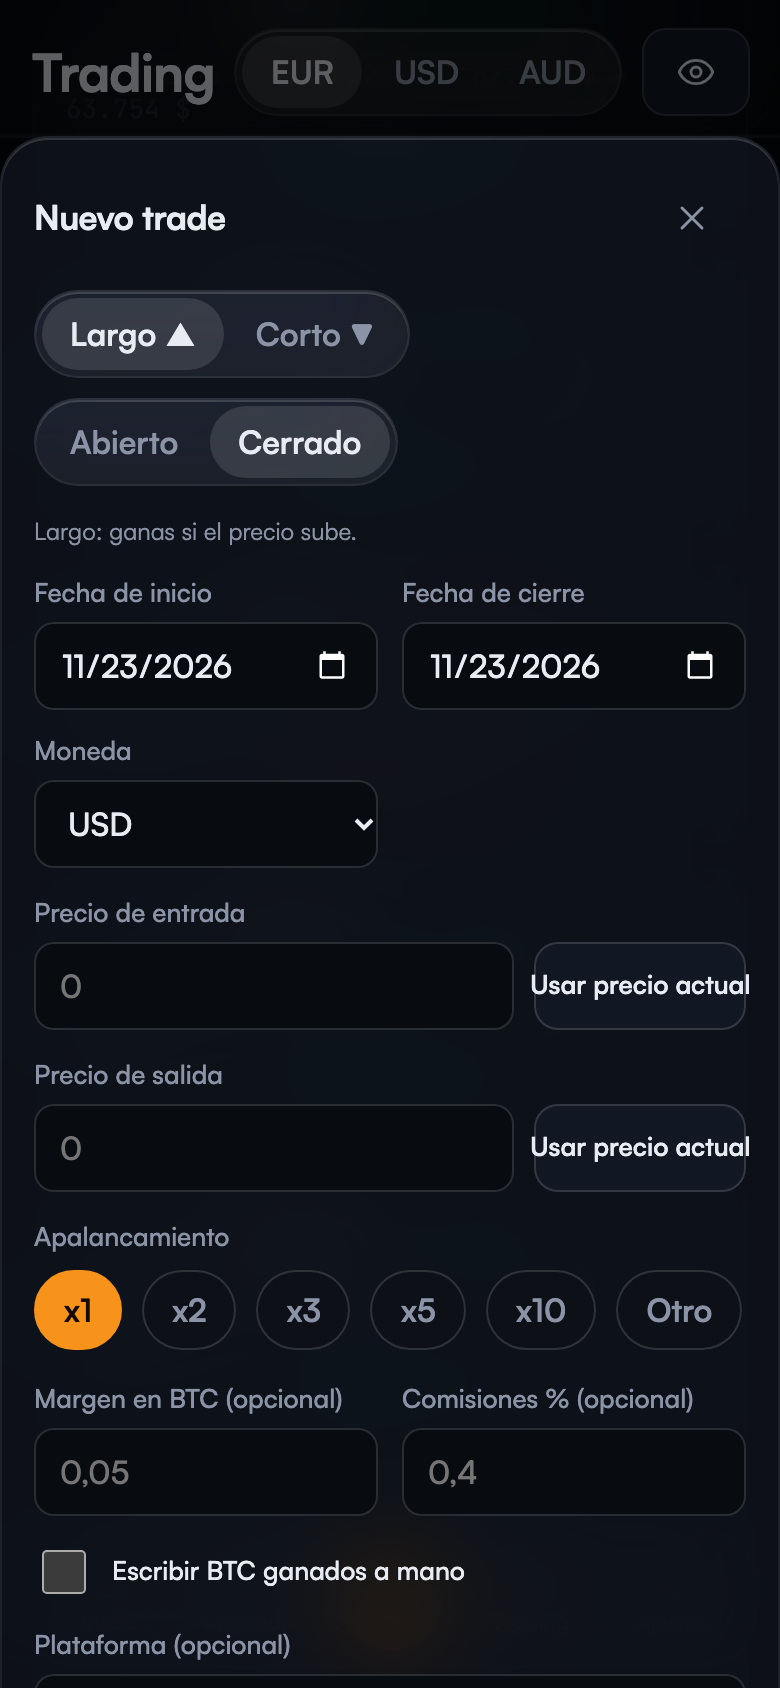 Trading EUR USD AUD
63.754 $
Nuevo trade
Largo ▲ Corto ▼
Abierto Cerrado
Largo: ganas si el precio sube.
Fecha de inicio Fecha de cierre
11/23/2026 11/23/2026
Moneda
USD
Precio de entrada
0 Usar precio actual
Precio de salida
0 Usar precio actual
Apalancamiento
x1 x2 x3 x5 x10 Otro
Margen en BTC (opcional) Comisiones % (opcional)
0,05 0,4
Escribir BTC ganados a mano
Plataforma (opcional)